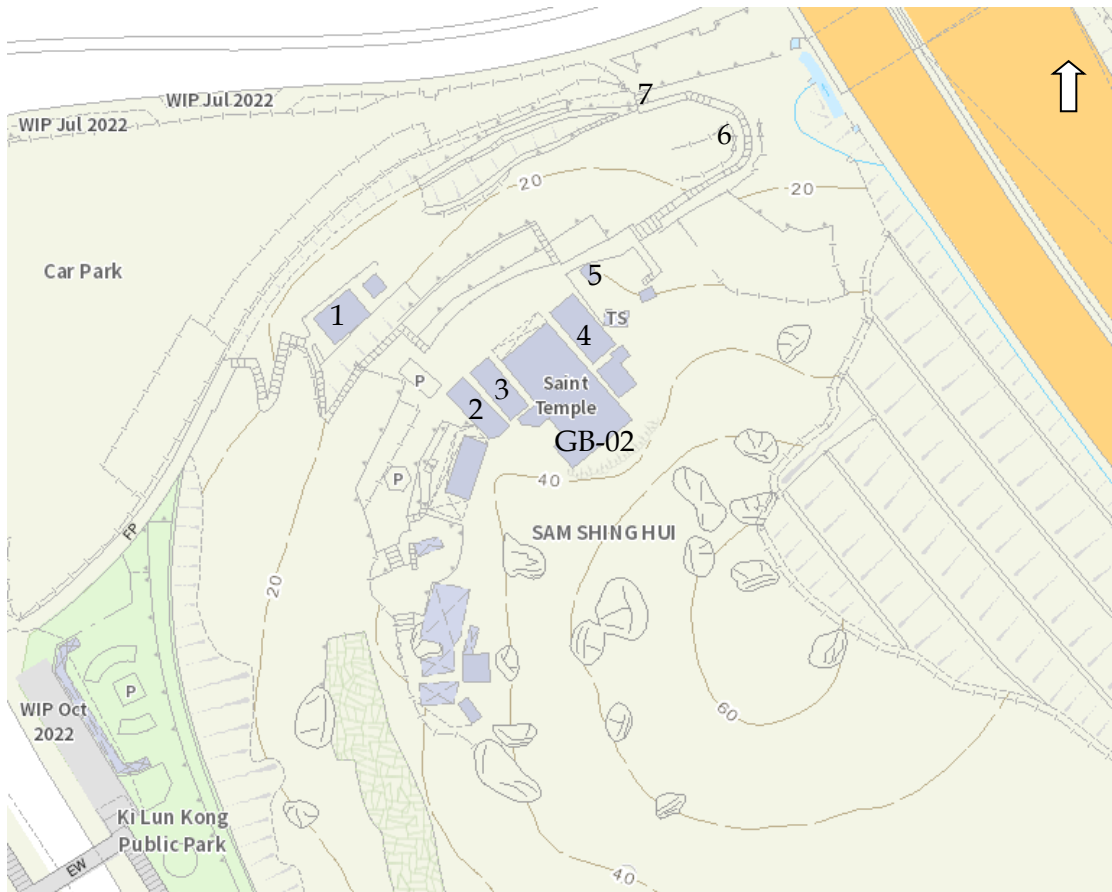 7
WIP Jul 2022
WIP Jul 2022
6
20
20
Car Park
5
1
TS
4
P
Saint
Temple
3
2
GB-02
P
40
SAM SHING HUI
FP
20
P
WIP Oct
2022
60
Ki Lun Kong
Public Park
EW
40